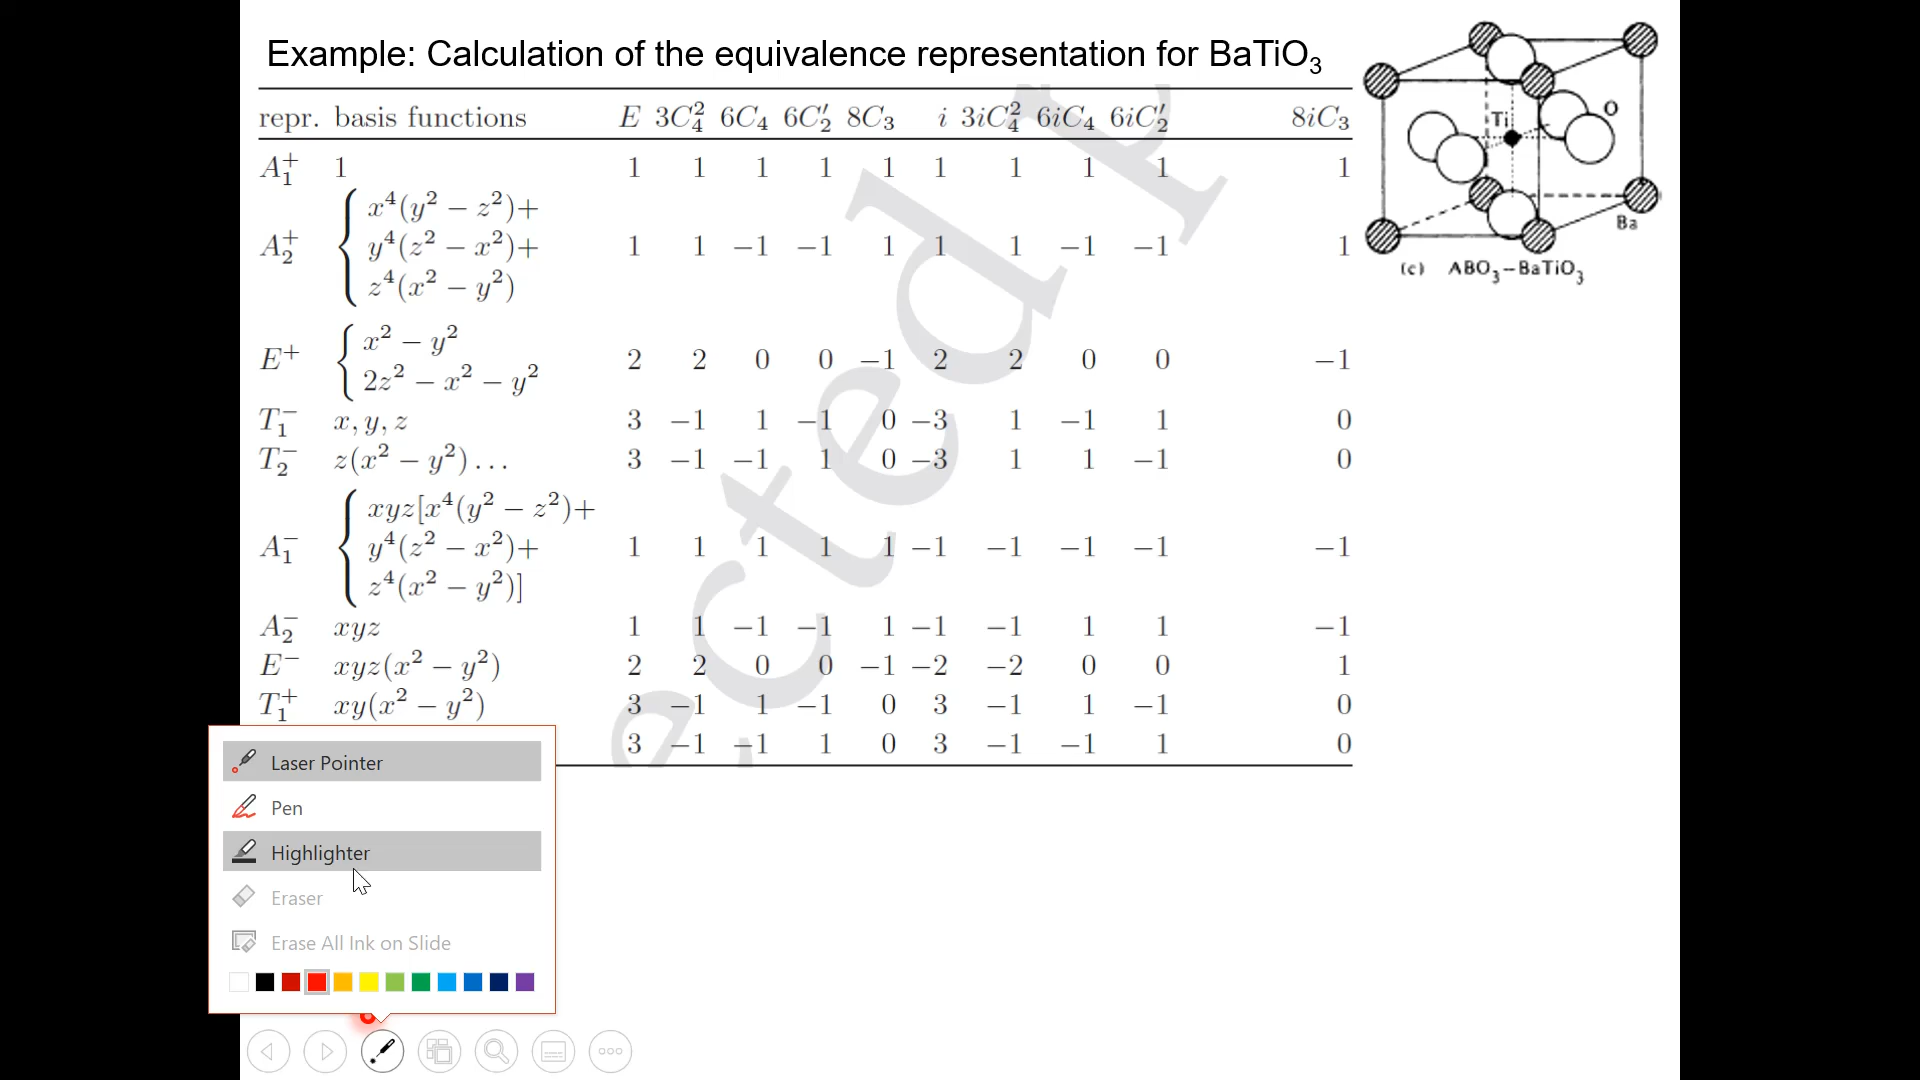 Example: Calculation of the equivalence representation for BaTiO₃
repr. basis functions E 3C₄² 6C₄ 6C₂′ 8C₃ i 3iC₄² 6iC₄ 6iC₂′ 8iC₃
A₁⁺ 1 1 1 1 1 1 1 1 1 1 1
x⁴(y² − z²)+
A₂⁺ y⁴(z² − x²)+ 1 1 −1 −1 1 1 1 −1 −1 1
z⁴(x² − y²)
x² − y²
E⁺ 2 2 0 0 −1 2 2 0 0 −1
2z² − x² − y²
T₁⁻ x, y, z 3 −1 1 −1 0 −3 1 −1 1 0
T₂⁻ z(x² − y²)... 3 −1 −1 1 0 −3 1 1 −1 0
xyz[x⁴(y² − z²)+
A₁⁻ y⁴(z² − x²)+ 1 1 1 1 1 −1 −1 −1 −1 −1
z⁴(x² − y²)]
A₂⁻ xyz 1 1 −1 −1 1 −1 −1 1 1 −1
E⁻ xyz(x² − y²) 2 2 0 0 −1 −2 −2 0 0 1
T₁⁺ xy(x² − y²) 3 −1 1 −1 0 3 −1 1 −1 0
3 −1 −1 1 0 3 −1 −1 1 0
Ti
O
Ba
(c) ABO₃−BaTiO₃
ected p
Laser Pointer
Pen
Highlighter
Eraser
Erase All Ink on Slide